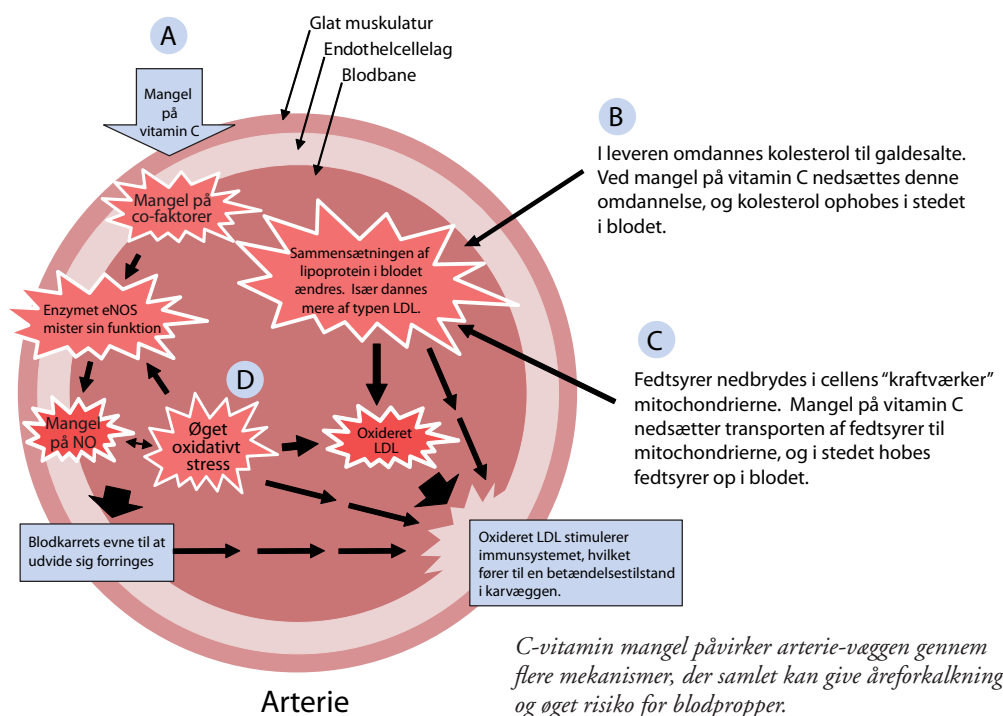 Glat muskulatur
Endothelcellelag
Blodbane
A
Mangel
på
vitamin C
B
I leveren omdannes kolesterol til galdesalte.
Ved mangel på vitamin C nedsættes denne
omdannelse, og kolesterol ophobes i stedet
i blodet.
Mangel på
co-faktorer
Sammensætningen af
lipoprotein i blodet
ændres. Især dannes
mere af typen LDL.
Enzymet eNOS
mister sin funktion
C
Fedtsyrer nedbrydes i cellens “kraftværker”
mitochondrierne. Mangel på vitamin C
nedsætter transporten af fedtsyrer til
mitochondrierne, og i stedet hobes
fedtsyrer op i blodet.
D
Mangel
på NO
Øget
oxidativt
stress
Oxideret
LDL
Blodkarrets evne til at
udvide sig forringes
Oxideret LDL stimulerer
immunsystemet, hvilket
fører til en betændelsestilstand
i karvæggen.
Arterie
C-vitamin mangel påvirker arterie-væggen gennem
flere mekanismer, der samlet kan give åreforkalkning
og øget risiko for blodpropper.